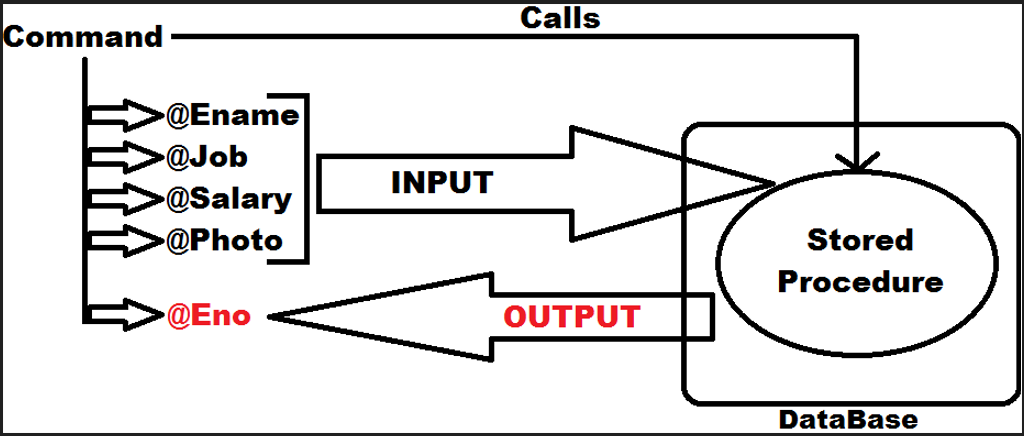 Calls
Command
@Ename
@Job
@Salary
@Photo
INPUT
Stored
Procedure
@Eno
OUTPUT
DataBase